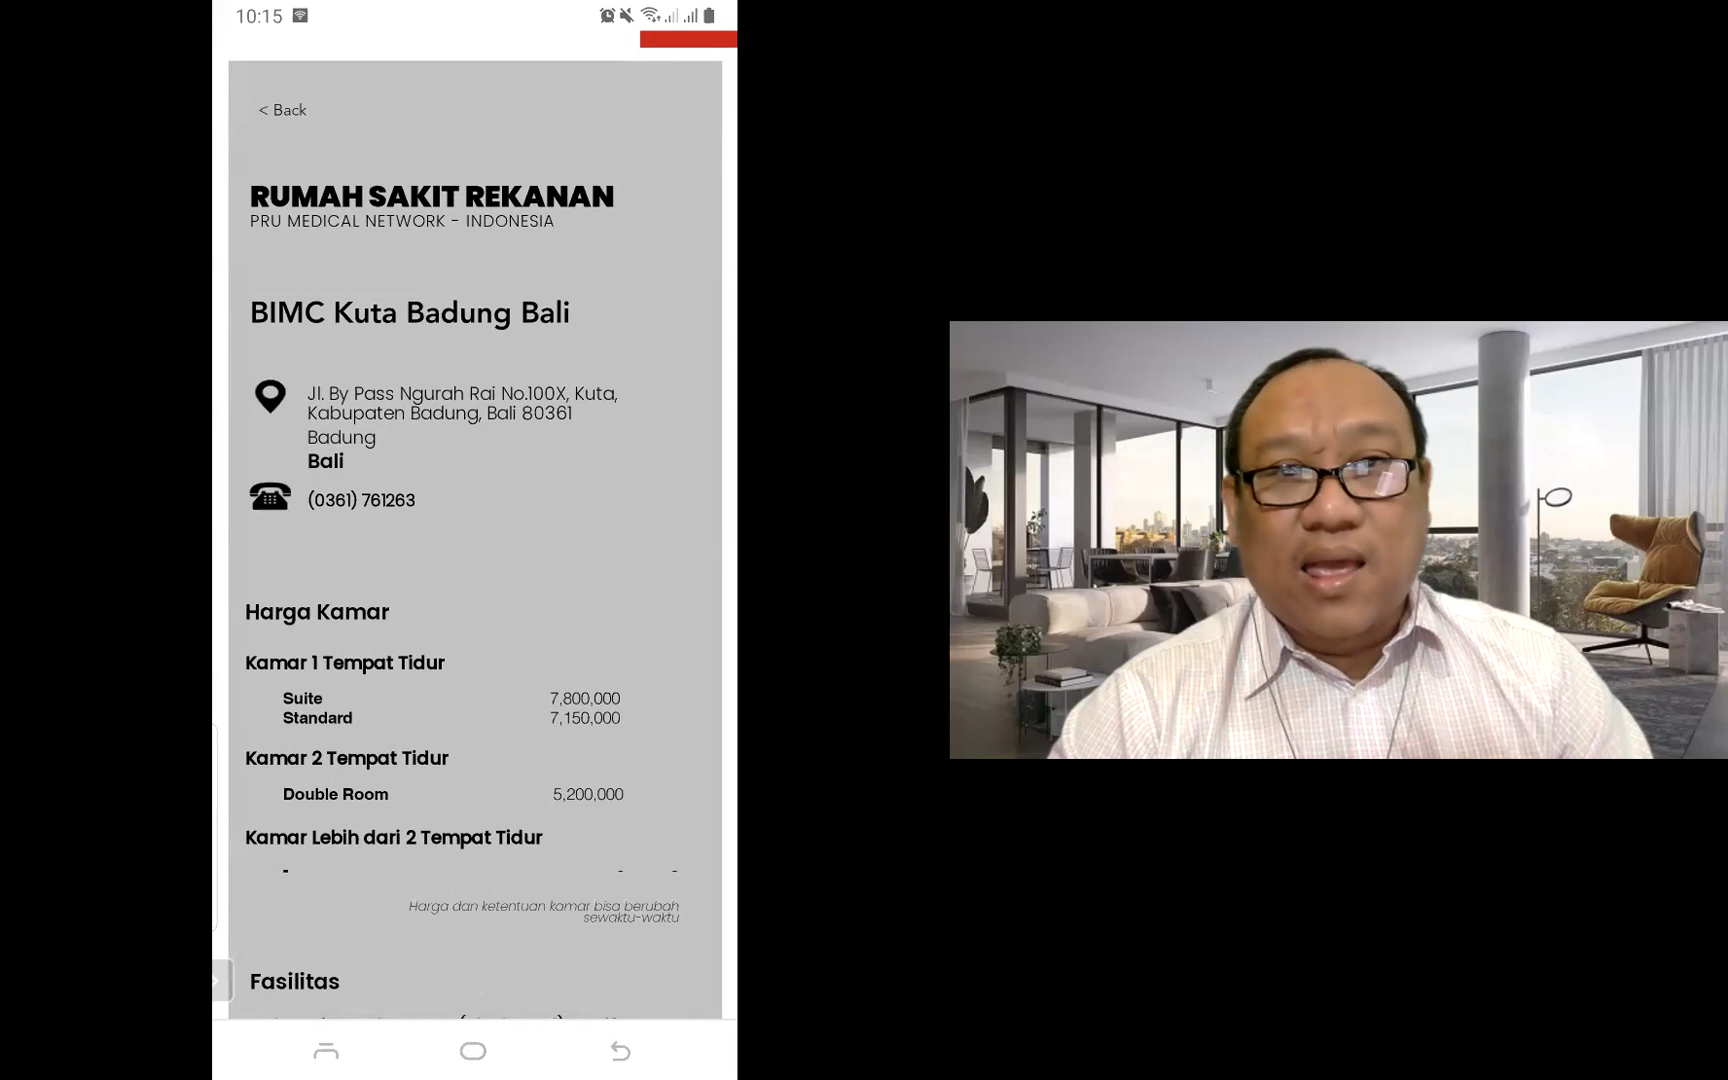 10:15
< Back
RUMAH SAKIT REKANAN
PRU MEDICAL NETWORK - INDONESIA
BIMC Kuta Badung Bali
Jl. By Pass Ngurah Rai No.100X, Kuta,
Kabupaten Badung, Bali 80361
Badung
Bali
(0361) 761263
Harga Kamar
Kamar 1 Tempat Tidur
Suite 7,800,000
Standard 7,150,000
Kamar 2 Tempat Tidur
Double Room 5,200,000
Kamar Lebih dari 2 Tempat Tidur
Harga dan ketentuan kamar bisa berubah
sewaktu-waktu
Fasilitas